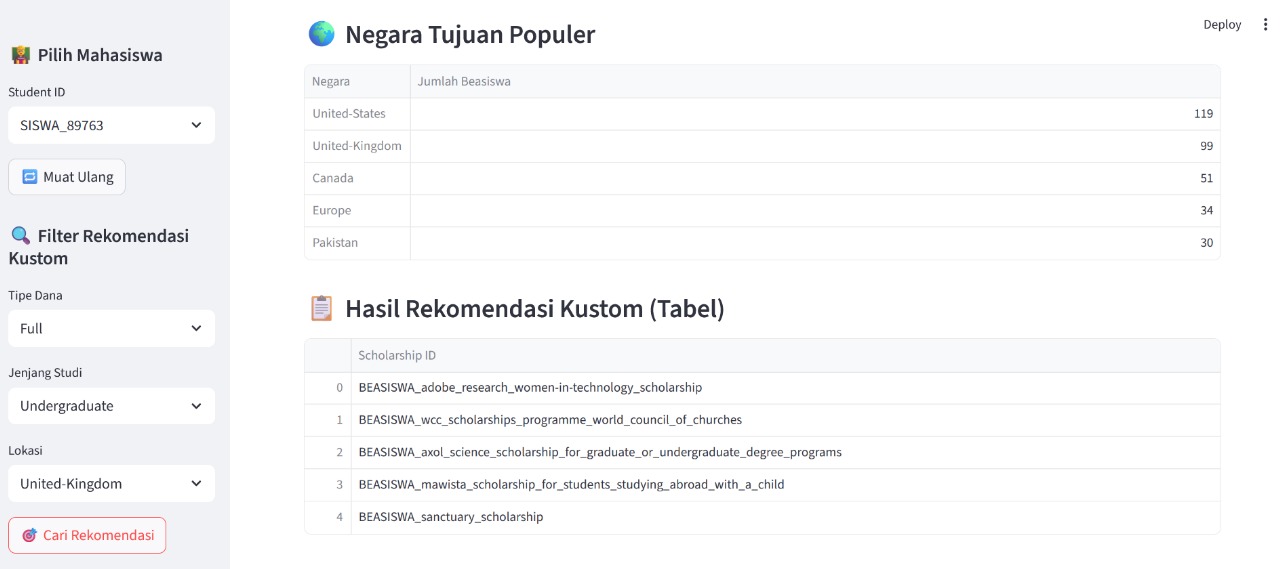 Pilih Mahasiswa
Student ID
SISWA_89763
Muat Ulang
Filter Rekomendasi
Kustom
Tipe Dana
Full
Jenjang Studi
Undergraduate
Lokasi
United-Kingdom
Cari Rekomendasi
Deploy
Negara Tujuan Populer
Negara Jumlah Beasiswa
United-States 119
United-Kingdom 99
Canada 51
Europe 34
Pakistan 30
Hasil Rekomendasi Kustom (Tabel)
Scholarship ID
0 BEASISWA_adobe_research_women-in-technology_scholarship
1 BEASISWA_wcc_scholarships_programme_world_council_of_churches
2 BEASISWA_axol_science_scholarship_for_graduate_or_undergraduate_degree_programs
3 BEASISWA_mawista_scholarship_for_students_studying_abroad_with_a_child
4 BEASISWA_sanctuary_scholarship